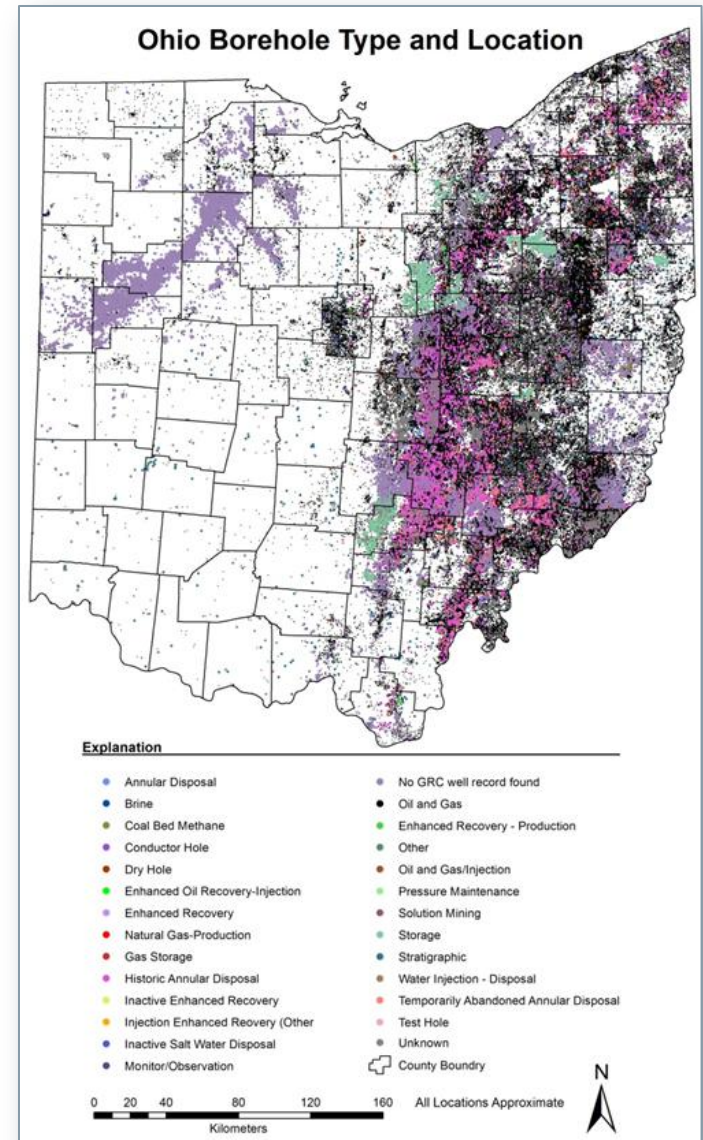 Ohio Borehole Type and Location
Explanation
Annular Disposal
Brine
Coal Bed Methane
Conductor Hole
Dry Hole
Enhanced Oil Recovery-Injection
Enhanced Recovery
Natural Gas-Production
Gas Storage
Historic Annular Disposal
Inactive Enhanced Recovery
Injection Enhanced Reovery (Other
Inactive Salt Water Disposal
Monitor/Observation
No GRC well record found
Oil and Gas
Enhanced Recovery - Production
Other
Oil and Gas/Injection
Pressure Maintenance
Solution Mining
Storage
Stratigraphic
Water Injection - Disposal
Temporarily Abandoned Annular Disposal
Test Hole
Unknown
County Boundry
0 20 40 80 120 160
Kilometers
All Locations Approximate
N